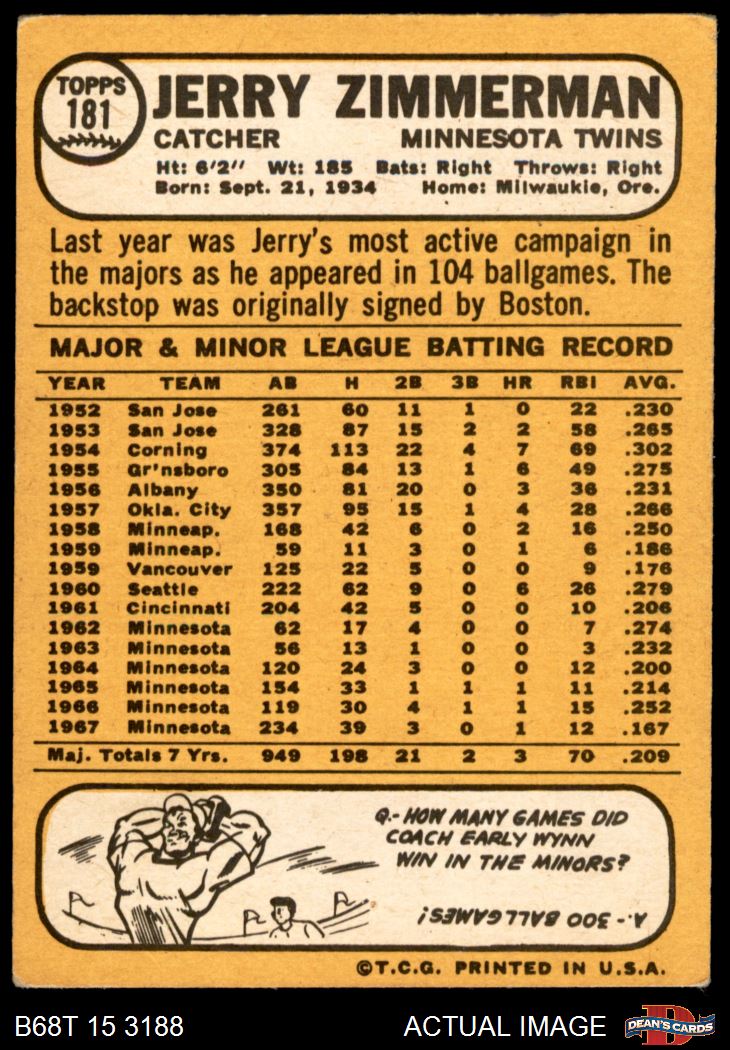 TOPPS
181
JERRY ZIMMERMAN
CATCHER MINNESOTA TWINS
Ht: 6'2" Wt: 185 Bats: Right Throws: Right
Born: Sept. 21, 1934 Home: Milwaukie, Ore.
Last year was Jerry's most active campaign in
the majors as he appeared in 104 ballgames. The
backstop was originally signed by Boston.
MAJOR & MINOR LEAGUE BATTING RECORD
YEAR TEAM AB H 2B 3B HR RBI AVG.
1952 San Jose 261 60 11 1 0 22 .230
1953 San Jose 328 87 15 2 2 58 .265
1954 Corning 374 113 22 4 7 69 .302
1955 Gr'nsboro 305 84 13 1 6 49 .275
1956 Albany 350 81 20 0 3 36 .231
1957 Okla. City 357 95 15 1 4 28 .266
1958 Minneap. 168 42 6 0 2 16 .250
1959 Minneap. 59 11 3 0 1 6 .186
1959 Vancouver 125 22 5 0 0 9 .176
1960 Seattle 222 62 9 0 6 26 .279
1961 Cincinnati 204 42 5 0 0 10 .206
1962 Minnesota 62 17 4 0 0 7 .274
1963 Minnesota 56 13 1 0 0 3 .232
1964 Minnesota 120 24 3 0 0 12 .200
1965 Minnesota 154 33 1 1 1 11 .214
1966 Minnesota 119 30 4 1 1 15 .252
1967 Minnesota 234 39 3 0 1 12 .167
Maj. Totals 7 Yrs. 949 198 21 2 3 70 .209
Q.- HOW MANY GAMES DID
COACH EARLY WYNN
WIN IN THE MINORS?
A.- 300 BALLGAMES!
©T.C.G. PRINTED IN U.S.A.
B68T 15 3188 ACTUAL IMAGE
D
DEAN'S CARDS